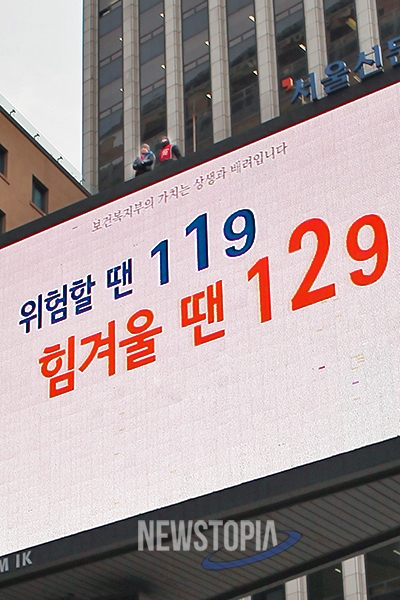 서울신문
보건복지부의 가치는 상생과 배려입니다
위험할 땐 119
힘겨울 땐 129
M IK
NEWSTOPIA